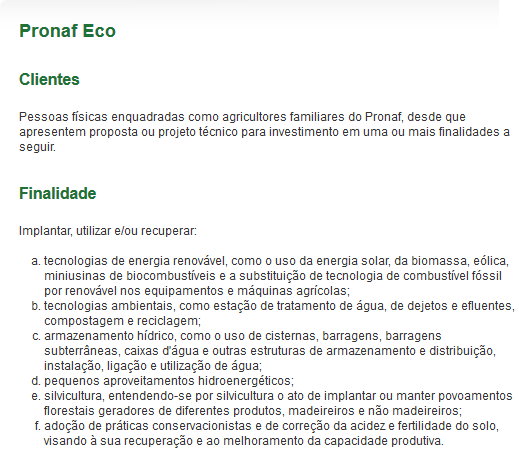 Pronaf Eco
Clientes
Pessoas físicas enquadradas como agricultores familiares do Pronaf, desde que
apresentem proposta ou projeto técnico para investimento em uma ou mais finalidades a
seguir.
Finalidade
Implantar, utilizar e/ou recuperar:
a. tecnologias de energia renovável, como o uso da energia solar, da biomassa, eólica,
miniusinas de biocombustíveis e a substituição de tecnologia de combustível fóssil
por renovável nos equipamentos e máquinas agrícolas;
b. tecnologias ambientais, como estação de tratamento de água, de dejetos e efluentes,
compostagem e reciclagem;
c. armazenamento hídrico, como o uso de cisternas, barragens, barragens
subterrâneas, caixas d'água e outras estruturas de armazenamento e distribuição,
instalação, ligação e utilização de água;
d. pequenos aproveitamentos hidroenergéticos;
e. silvicultura, entendendo-se por silvicultura o ato de implantar ou manter povoamentos
florestais geradores de diferentes produtos, madeireiros e não madeireiros;
f. adoção de práticas conservacionistas e de correção da acidez e fertilidade do solo,
visando à sua recuperação e ao melhoramento da capacidade produtiva.